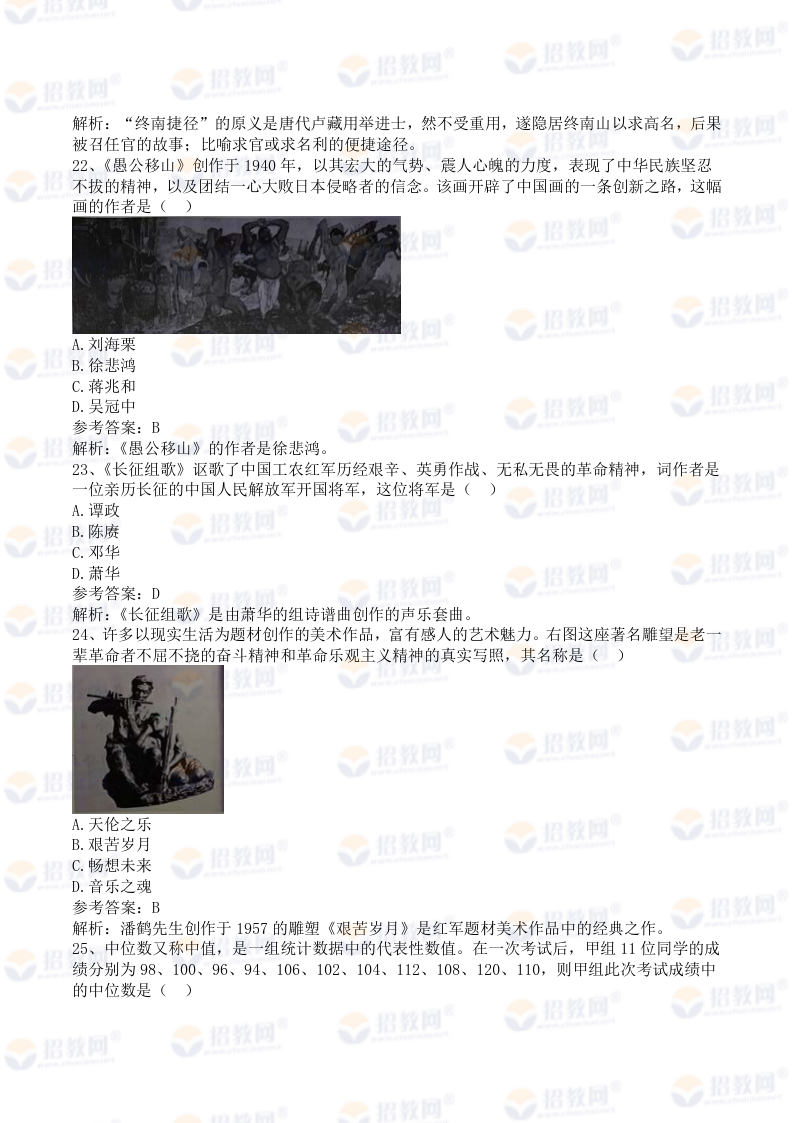 解析：“终南捷径”的原义是唐代卢藏用举进士，然不受重用，遂隐居终南山以求高名，后果
被召任官的故事；比喻求官或求名利的便捷途径。
22、《愚公移山》创作于 1940 年，以其宏大的气势、震人心魄的力度，表现了中华民族坚忍
不拔的精神，以及团结一心大败日本侵略者的信念。该画开辟了中国画的一条创新之路，这幅
画的作者是（　）
A.刘海栗
B.徐悲鸿
C.蒋兆和
D.吴冠中
参考答案：B
解析：《愚公移山》的作者是徐悲鸿。
23、《长征组歌》讴歌了中国工农红军历经艰辛、英勇作战、无私无畏的革命精神，词作者是
一位亲历长征的中国人民解放军开国将军，这位将军是（　）
A.谭政
B.陈赓
C.邓华
D.萧华
参考答案：D
解析：《长征组歌》是由萧华的组诗谱曲创作的声乐套曲。
24、许多以现实生活为题材创作的美术作品，富有感人的艺术魅力。右图这座著名雕望是老一
辈革命者不屈不挠的奋斗精神和革命乐观主义精神的真实写照，其名称是（　）
A.天伦之乐
B.艰苦岁月
C.畅想未来
D.音乐之魂
参考答案：B
解析：潘鹤先生创作于 1957 的雕塑《艰苦岁月》是红军题材美术作品中的经典之作。
25、中位数又称中值，是一组统计数据中的代表性数值。在一次考试后，甲组 11 位同学的成
绩分别为 98、100、96、94、106、102、104、112、108、120、110，则甲组此次考试成绩中
的中位数是（　）
招教网